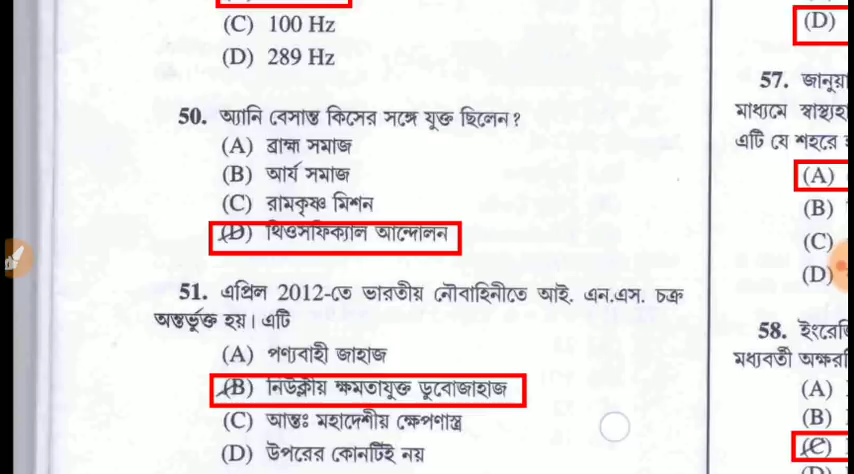 (C) 100 Hz
(D) 289 Hz
50. অ্যানি বেসান্ত কিসের সঙ্গে যুক্ত ছিলেন?
(A) ব্রাহ্ম সমাজ
(B) আর্য সমাজ
(C) রামকৃষ্ণ মিশন
(D) থিওসফিক্যাল আন্দোলন
51. এপ্রিল 2012-তে ভারতীয় নৌবাহিনীতে আই. এন.এস. চক্র
অন্তর্ভুক্ত হয়। এটি
(A) পণ্যবাহী জাহাজ
(B) নিউক্লীয় ক্ষমতাযুক্ত ডুবোজাহাজ
(C) আন্তঃ মহাদেশীয় ক্ষেপণাস্ত্র
(D) উপরের কোনটিই নয়
(D)
57.
মাধ্যমে
এটি যে শহরে
(A)
(B)
(C)
(D)
58.
মধ্যবর্তী
(A)
(B)
(C)
(D)